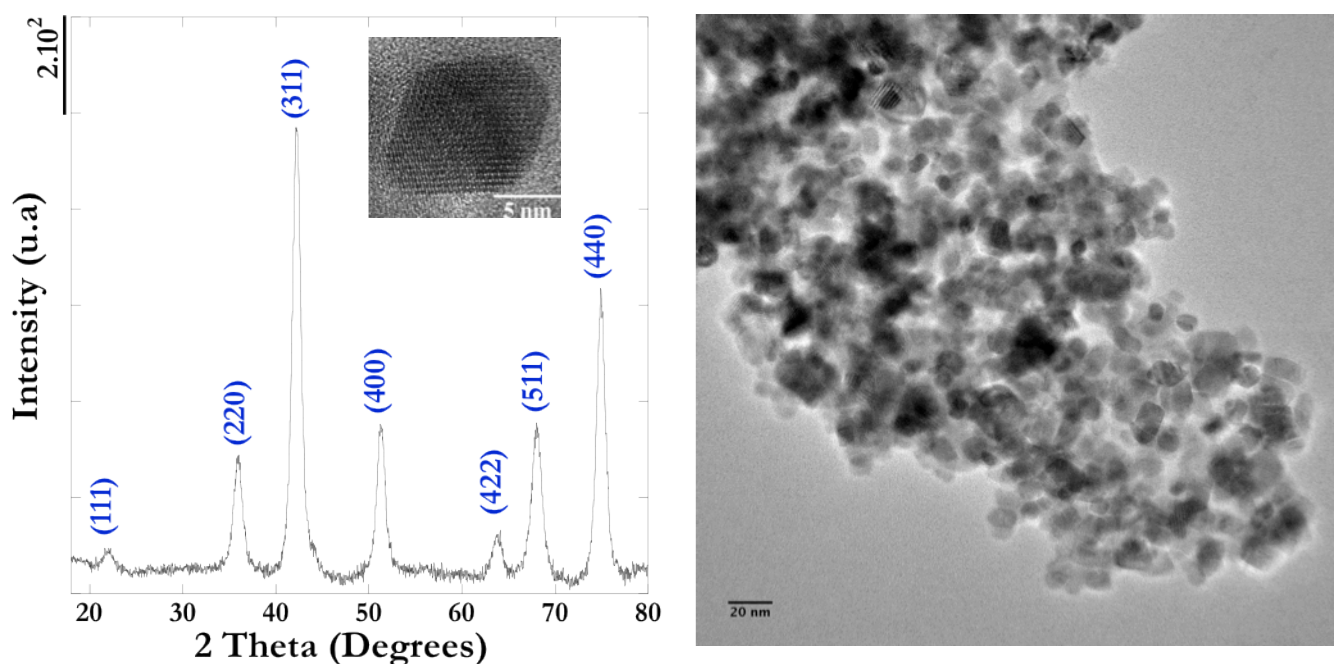 2.10²
Intensity (u.a)
(111)
(220)
(311)
(400)
(422)
(511)
(440)
5 nm
20 30 40 50 60 70 80
2 Theta (Degrees)
20 nm